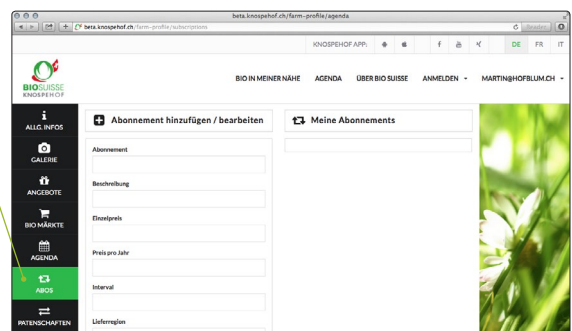 beta.knospehof.ch/farm-profile/agenda
beta.knospehof.ch/farm-profile/subscriptions
Reader
KNOSPEHOF APP:
DE FR IT
BIOSUISSE
KNOSPEHOF
BIO IN MEINER NÄHE AGENDA ÜBER BIO SUISSE ANMELDEN MARTIN@HOFBLUM.CH
ALLG. INFOS
GALERIE
ANGEBOTE
BIO MÄRKTE
AGENDA
ABOS
PATENSCHAFTEN
Abonnement hinzufügen / bearbeiten
Abonnement
Beschreibung
Einzelpreis
Preis pro Jahr
Interval
Lieferregion
Meine Abonnements